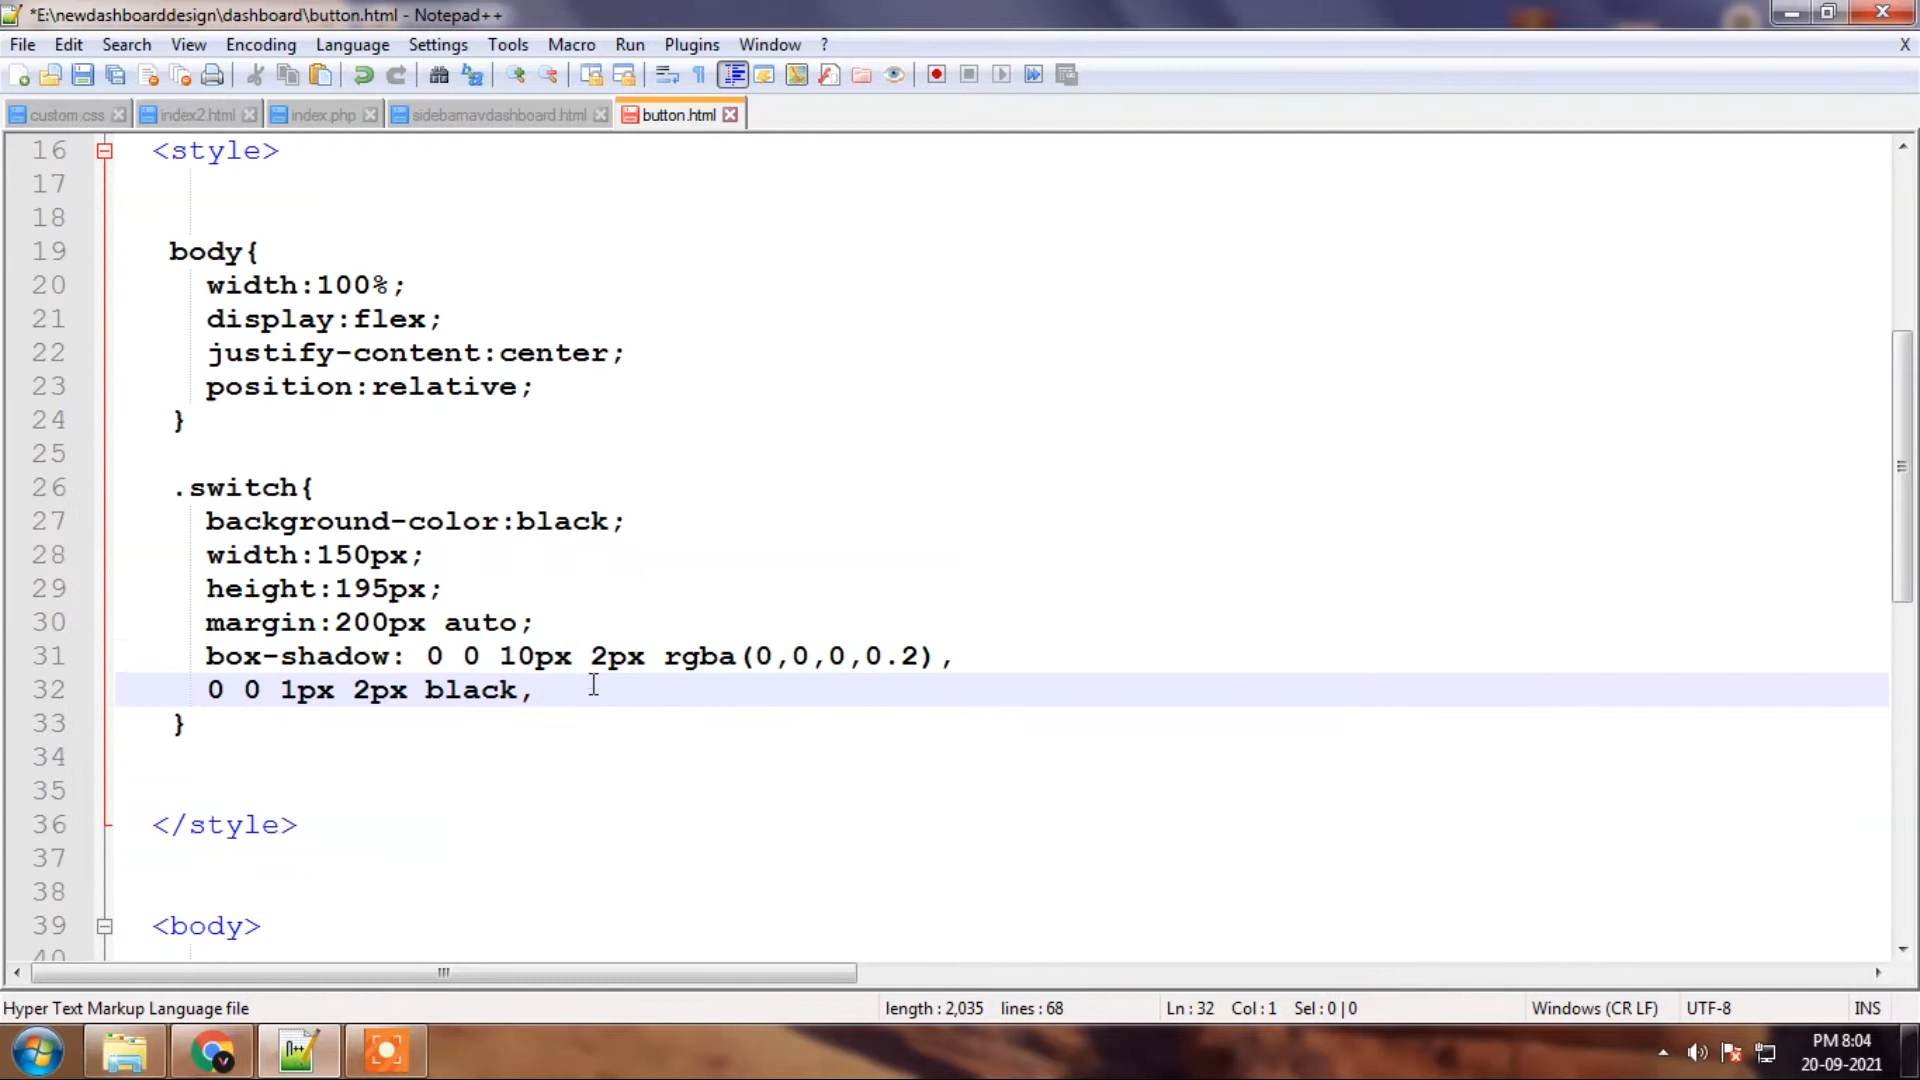 *E:\newdashboarddesign\dashboard\button.html - Notepad++
File Edit Search View Encoding Language Settings Tools Macro Run Plugins Window ? X
custom.css index2.html index.php sidebarnavdashboard.html button.html
16 <style>
17
18
19 body{
20 width:100%;
21 display:flex;
22 justify-content:center;
23 position:relative;
24 }
25
26 .switch{
27 background-color:black;
28 width:150px;
29 height:195px;
30 margin:200px auto;
31 box-shadow: 0 0 10px 2px rgba(0,0,0,0.2),
32 0 0 1px 2px black,
33 }
34
35
36 </style>
37
38
39 <body>
40
Hyper Text Markup Language file length : 2,035 lines : 68 Ln : 32 Col : 1 Sel : 0 | 0 Windows (CR LF) UTF-8 INS
PM 8:04
20-09-2021